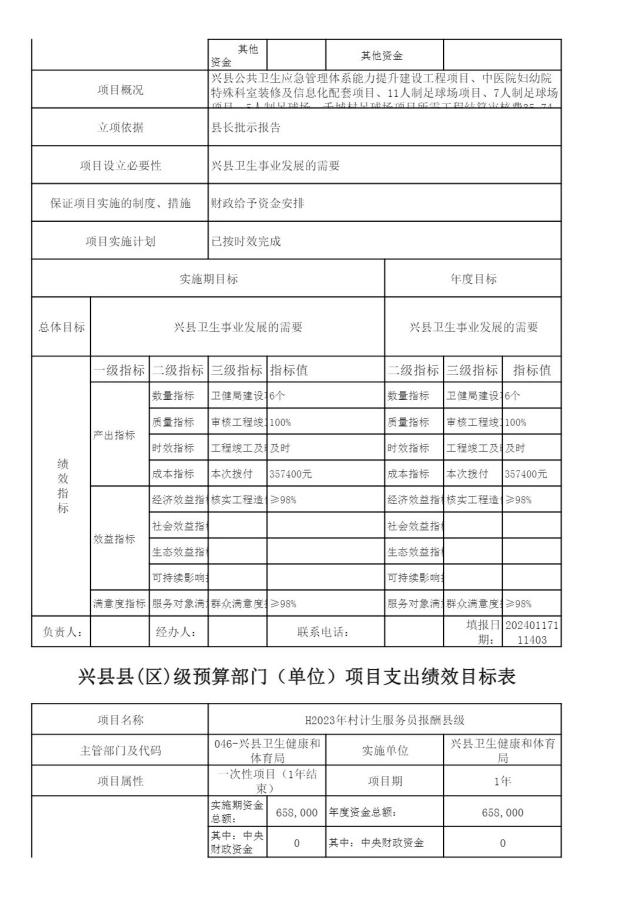 其他 其他资金
资金
项目概况 兴县公共卫生应急管理体系能力提升建设工程项目、中医院妇幼院
特殊科室装修及信息化配套项目、11人制足球场项目、7人制足球场
立项依据 县长批示报告
项目设立必要性 兴县卫生事业发展的需要
保证项目实施的制度、措施 财政给予资金安排
项目实施计划 已按时效完成
实施期目标 年度目标
总体目标 兴县卫生事业发展的需要 兴县卫生事业发展的需要
绩效指标
一级指标 二级指标 三级指标 指标值 二级指标 三级指标 指标值
产出指标
数量指标 卫健局建设 6个 数量指标 卫健局建设 6个
质量指标 审核工程竣 100% 质量指标 审核工程竣 100%
时效指标 工程竣工及 及时 时效指标 工程竣工及 及时
成本指标 本次拨付 357400元 成本指标 本次拨付 357400元
效益指标
经济效益指 核实工程造 ≥98% 经济效益指 核实工程造 ≥98%
社会效益指 社会效益指
生态效益指 生态效益指
可持续影响 可持续影响
满意度指标 服务对象满 群众满意度 ≥98% 服务对象满 群众满意度 ≥98%
负责人： 经办人： 联系电话： 填报日期： 20240117111403
兴县县(区)级预算部门（单位）项目支出绩效目标表
项目名称 H2023年村计生服务员报酬县级
主管部门及代码 046-兴县卫生健康和体育局 实施单位 兴县卫生健康和体育局
项目属性 一次性项目（1年结束） 项目期 1年
实施期资金总额： 658,000 年度资金总额： 658,000
其中：中央财政资金 0 其中：中央财政资金 0